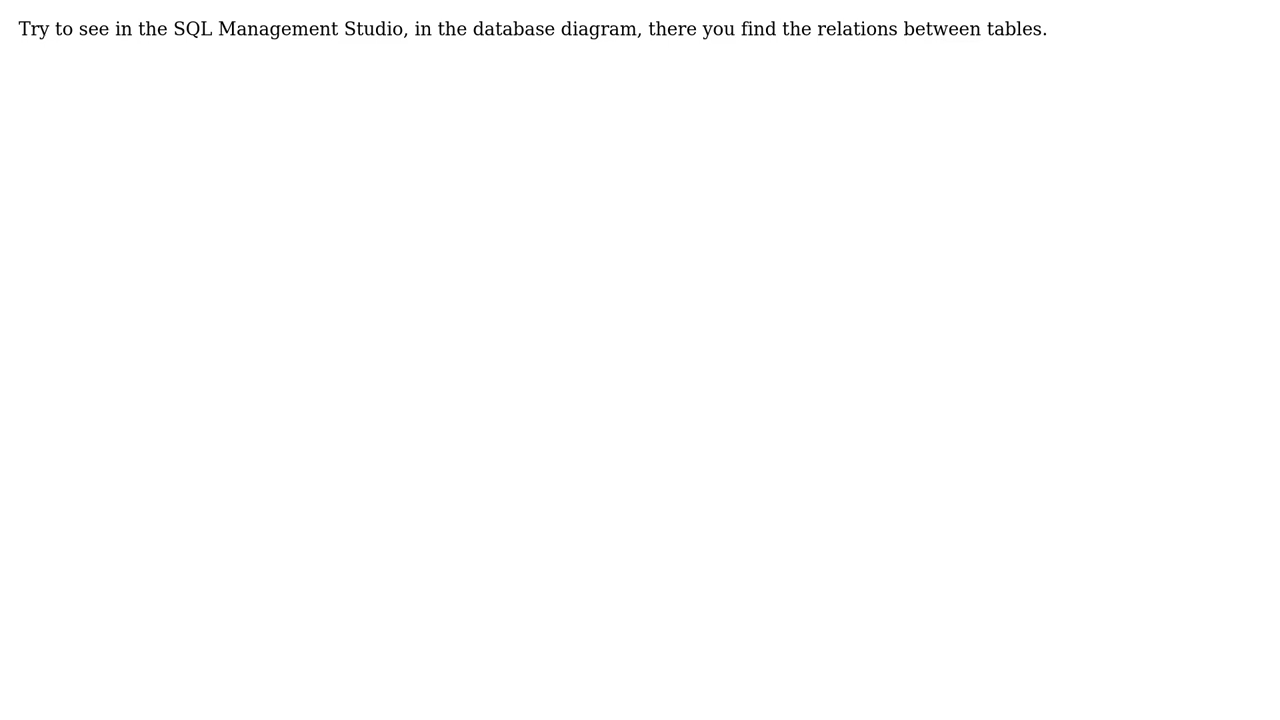 Try to see in the SQL Management Studio, in the database diagram, there you find the relations between tables.